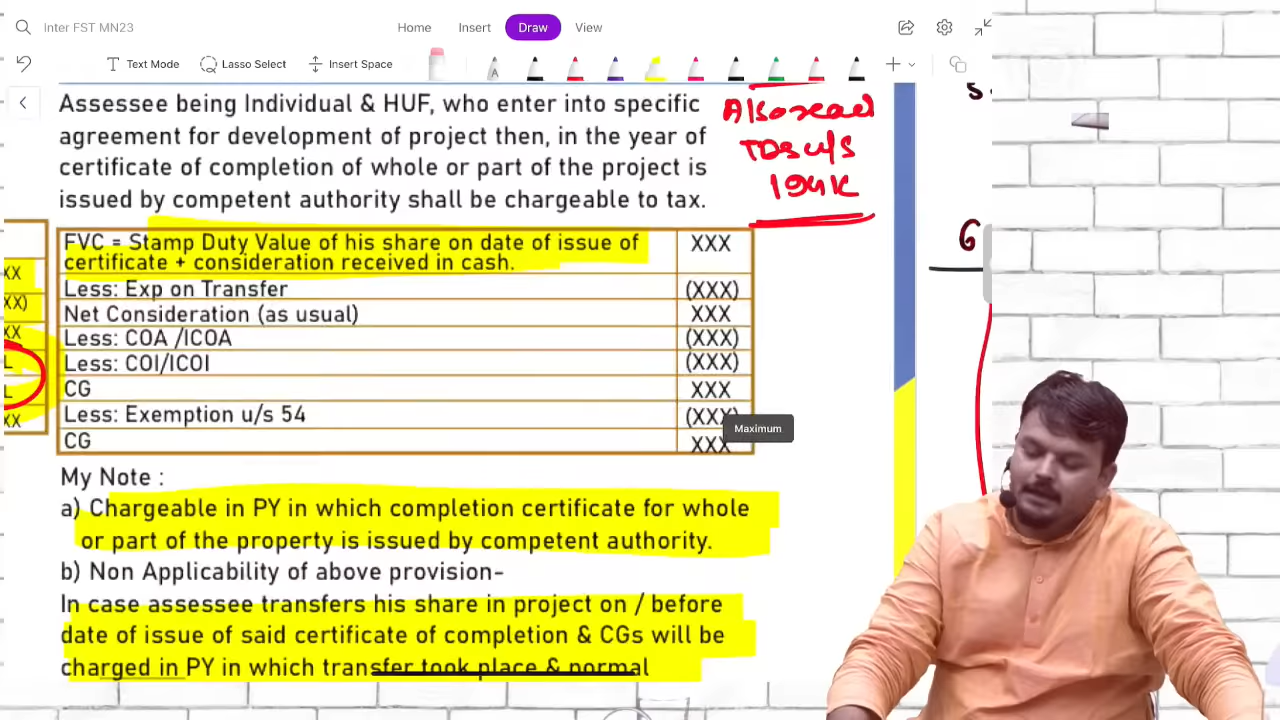 Inter FST MN23
Home Insert Draw View
Text Mode Lasso Select Insert Space
A
Assessee being Individual & HUF, who enter into specific
agreement for development of project then, in the year of
certificate of completion of whole or part of the project is
issued by competent authority shall be chargeable to tax.
Also read
TDS u/s
194K
FVC = Stamp Duty Value of his share on date of issue of
certificate + consideration received in cash.
XXX
Less: Exp on Transfer (XXX)
Net Consideration (as usual) XXX
Less: COA /ICOA (XXX)
Less: COI/ICOI (XXX)
CG XXX
Less: Exemption u/s 54 (XXX)
CG XXX
Maximum
XX
XX)
XX
L
L
XX
My Note :
a) Chargeable in PY in which completion certificate for whole
or part of the property is issued by competent authority.
b) Non Applicability of above provision-
In case assessee transfers his share in project on / before
date of issue of said certificate of completion & CGs will be
charged in PY in which transfer took place & normal
6